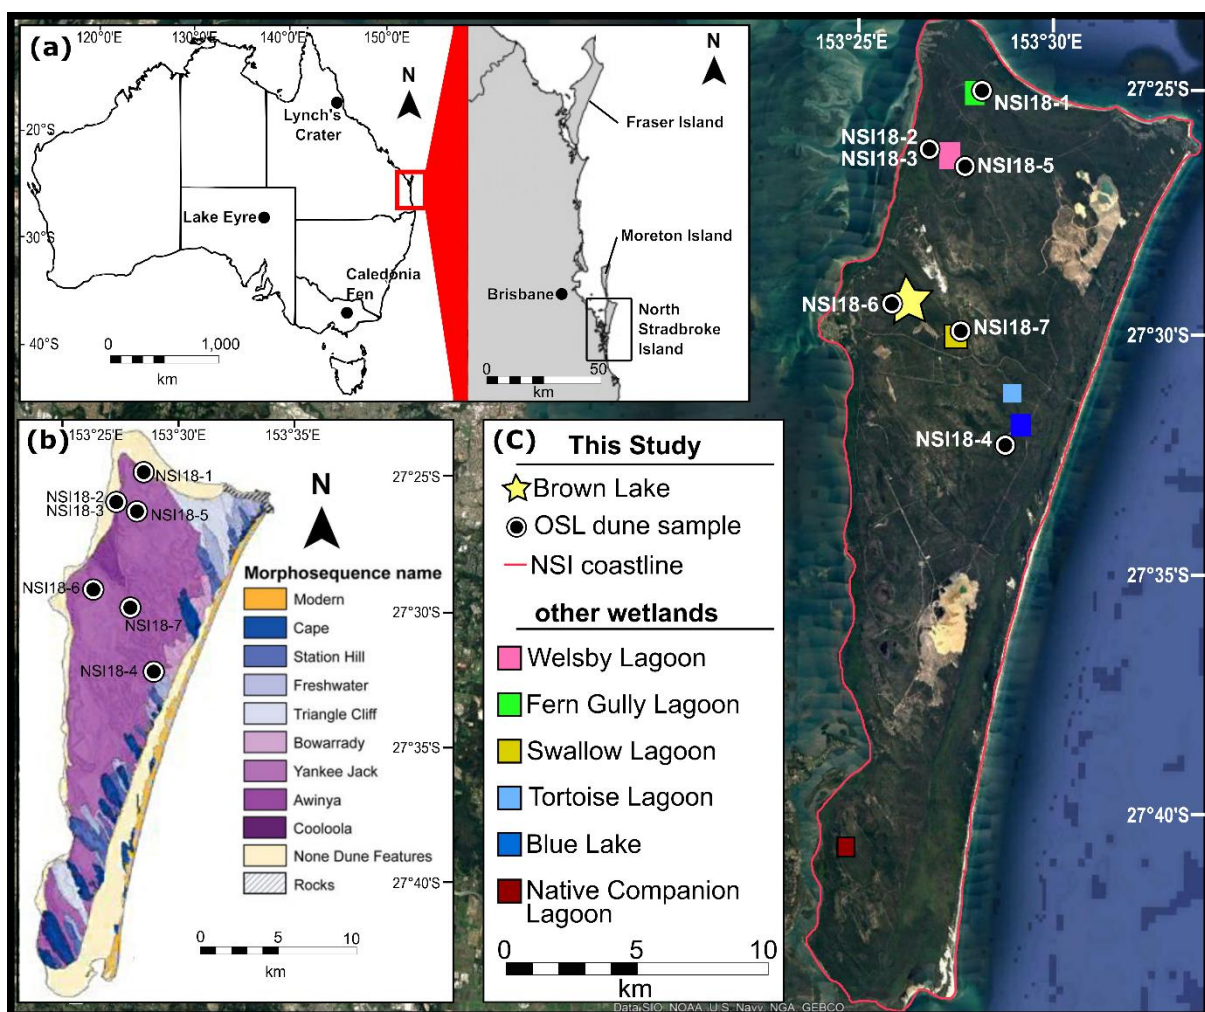 (a)
120°0'E
130°0'E
140°0'E
150°0'E
-20°S
-30°S
-40°S
N
Lynch's
Crater
Lake Eyre
Caledonia
Fen
0 1,000
km
N
Fraser Island
Moreton Island
Brisbane
North
Stradbroke
Island
0 50
km
(b)
153°25'E
153°30'E
153°35'E
NSI18-1
NSI18-2
NSI18-3
NSI18-5
NSI18-6
NSI18-7
NSI18-4
27°25'S
27°30'S
27°35'S
27°40'S
N
Morphosequence name
Modern
Cape
Station Hill
Freshwater
Triangle Cliff
Bowarrady
Yankee Jack
Awinya
Cooloola
None Dune Features
Rocks
0 5 10
km
(C)
This Study
Brown Lake
OSL dune sample
NSI coastline
other wetlands
Welsby Lagoon
Fern Gully Lagoon
Swallow Lagoon
Tortoise Lagoon
Blue Lake
Native Companion
Lagoon
0 5 10
km
153°25'E
153°30'E
27°25'S
27°30'S
27°35'S
27°40'S
NSI18-1
NSI18-2
NSI18-3
NSI18-5
NSI18-6
NSI18-7
NSI18-4
Data SIO, NOAA, U.S. Navy, NGA, GEBCO